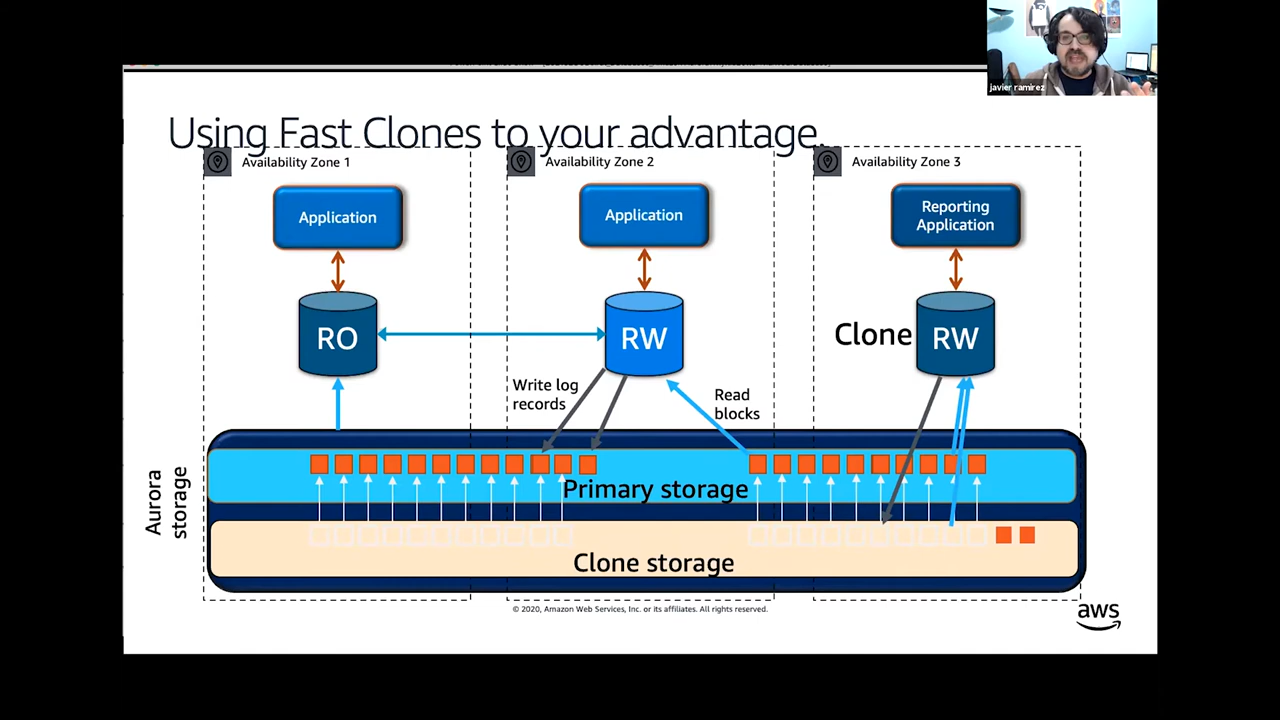 javier ramirez
Using Fast Clones to your advantage.
Availability Zone 1
Availability Zone 2
Availability Zone 3
Application
Application
Reporting
Application
RO
RW
Clone
RW
Write log
records
Read
blocks
Aurora
storage
Primary storage
Clone storage
© 2020, Amazon Web Services, Inc. or its affiliates. All rights reserved.
aws